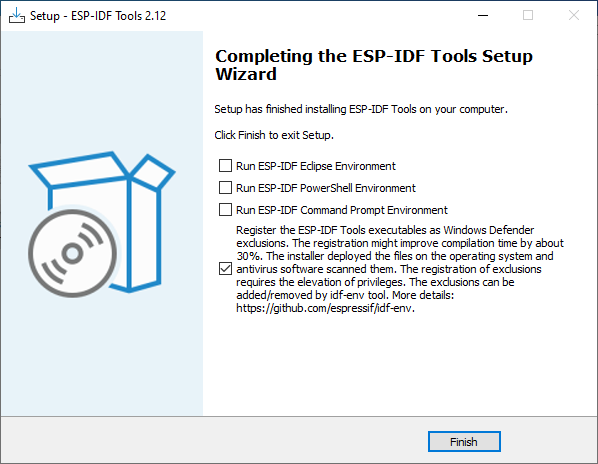 Setup - ESP-IDF Tools 2.12
Completing the ESP-IDF Tools Setup
Wizard
Setup has finished installing ESP-IDF Tools on your computer.
Click Finish to exit Setup.
Run ESP-IDF Eclipse Environment
Run ESP-IDF PowerShell Environment
Run ESP-IDF Command Prompt Environment
Register the ESP-IDF Tools executables as Windows Defender
exclusions. The registration might improve compilation time by about
30%. The installer deployed the files on the operating system and
antivirus software scanned them. The registration of exclusions
requires the elevation of privileges. The exclusions can be
added/removed by idf-env tool. More details:
https://github.com/espressif/idf-env.
Finish